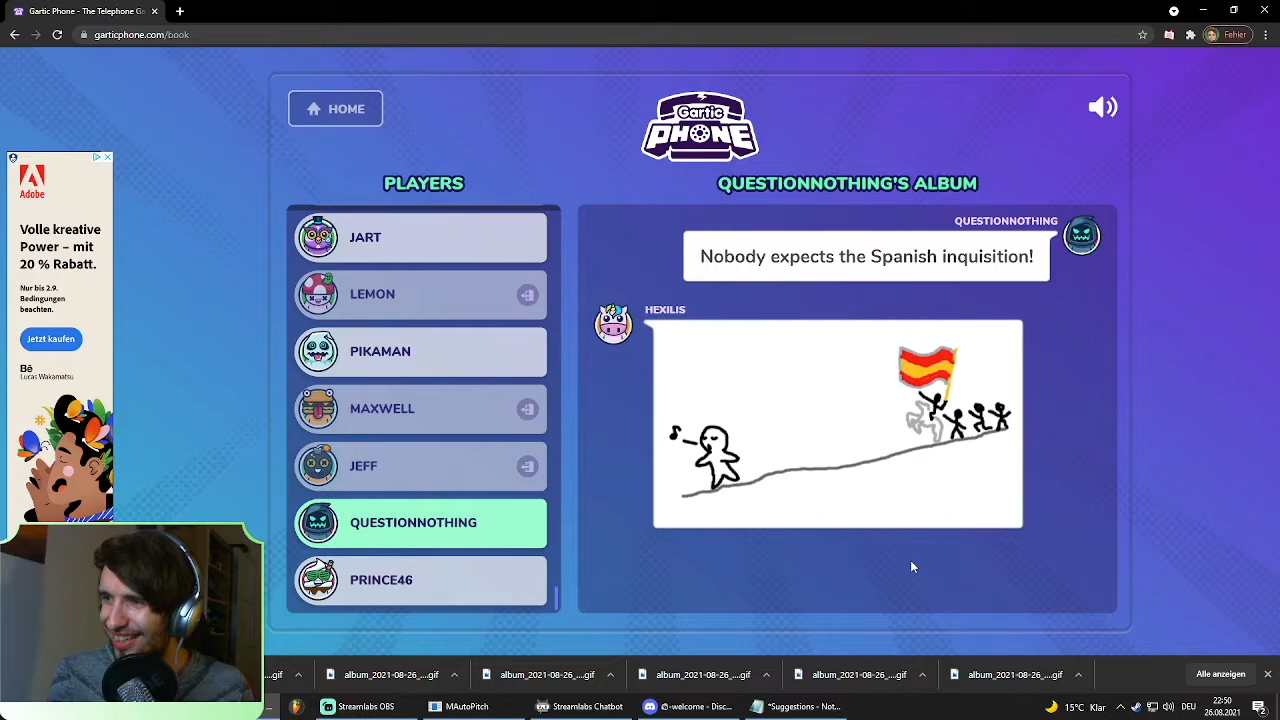 Gartic Phone - The Telephone Ga
garticphone.com/book
Fehler
HOME
Gartic
PHONE
PLAYERS
QUESTIONNOTHING'S ALBUM
Adobe
Volle kreative
Power – mit
20 % Rabatt.
Nur bis 2.9.
Bedingungen
beachten.
Jetzt kaufen
Bē
Lucas Wakamatsu
JART
LEMON
PIKAMAN
MAXWELL
JEFF
QUESTIONNOTHING
PRINCE46
QUESTIONNOTHING
Nobody expects the Spanish inquisition!
HEXILIS
gif
album_2021-08-26_...gif
album_2021-08-26_...gif
album_2021-08-26_...gif
album_2021-08-26_...gif
album_2021-08-26_...gif
Alle anzeigen
Streamlabs OBS
MAutoPitch
Streamlabs Chatbot
@-welcome - Disc...
*Suggestions - Not...
15°C Klar
DEU
22:50
26.08.2021